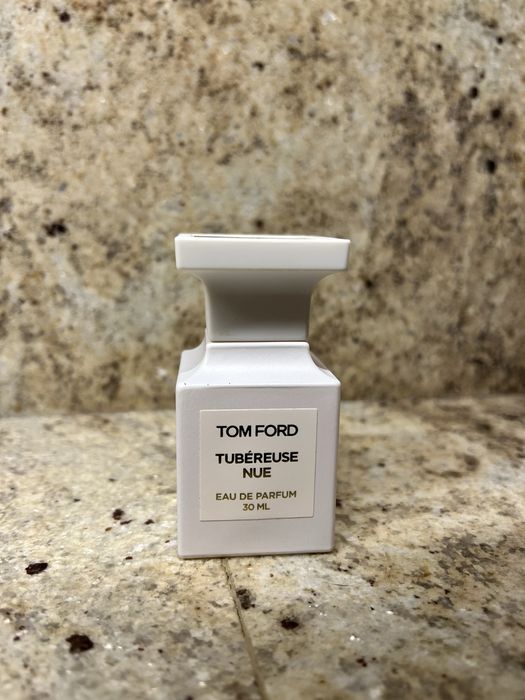 TOM FORD
TUBÉREUSE
NUE
EAU DE PARFUM
30 ML